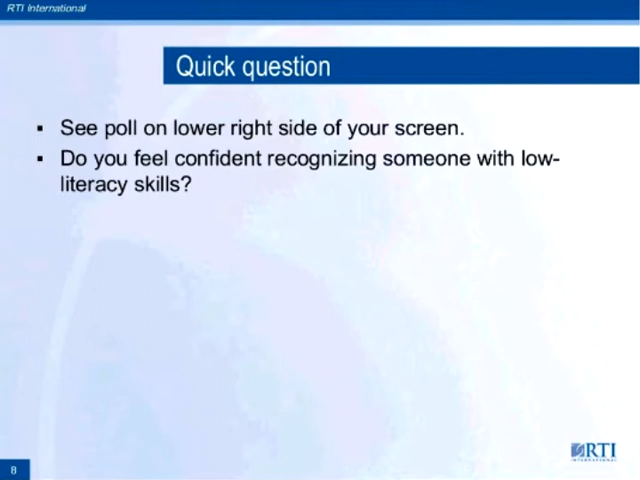 RTI International
Quick question
▪ See poll on lower right side of your screen.
▪ Do you feel confident recognizing someone with low-
literacy skills?
RTI
INTERNATIONAL
8